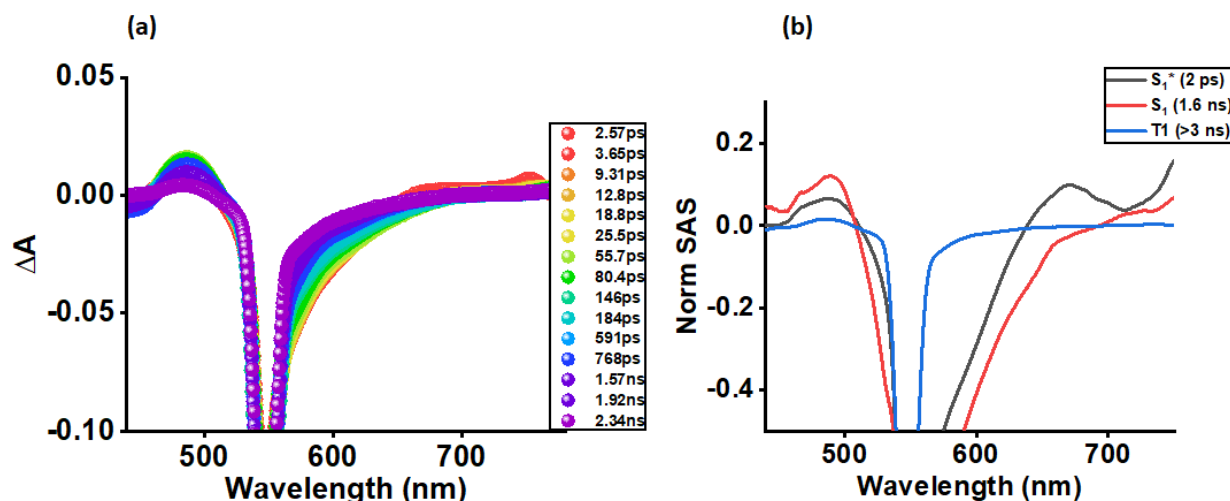 (a)
0.05
0.00
-0.05
-0.10
ΔA
500
600
700
Wavelength (nm)
2.57ps
3.65ps
9.31ps
12.8ps
18.8ps
25.5ps
55.7ps
80.4ps
146ps
184ps
591ps
768ps
1.57ns
1.92ns
2.34ns
(b)
S₁* (2 ps)
S₁ (1.6 ns)
T1 (>3 ns)
0.2
0.0
-0.2
-0.4
Norm SAS
500
600
700
Wavelength (nm)